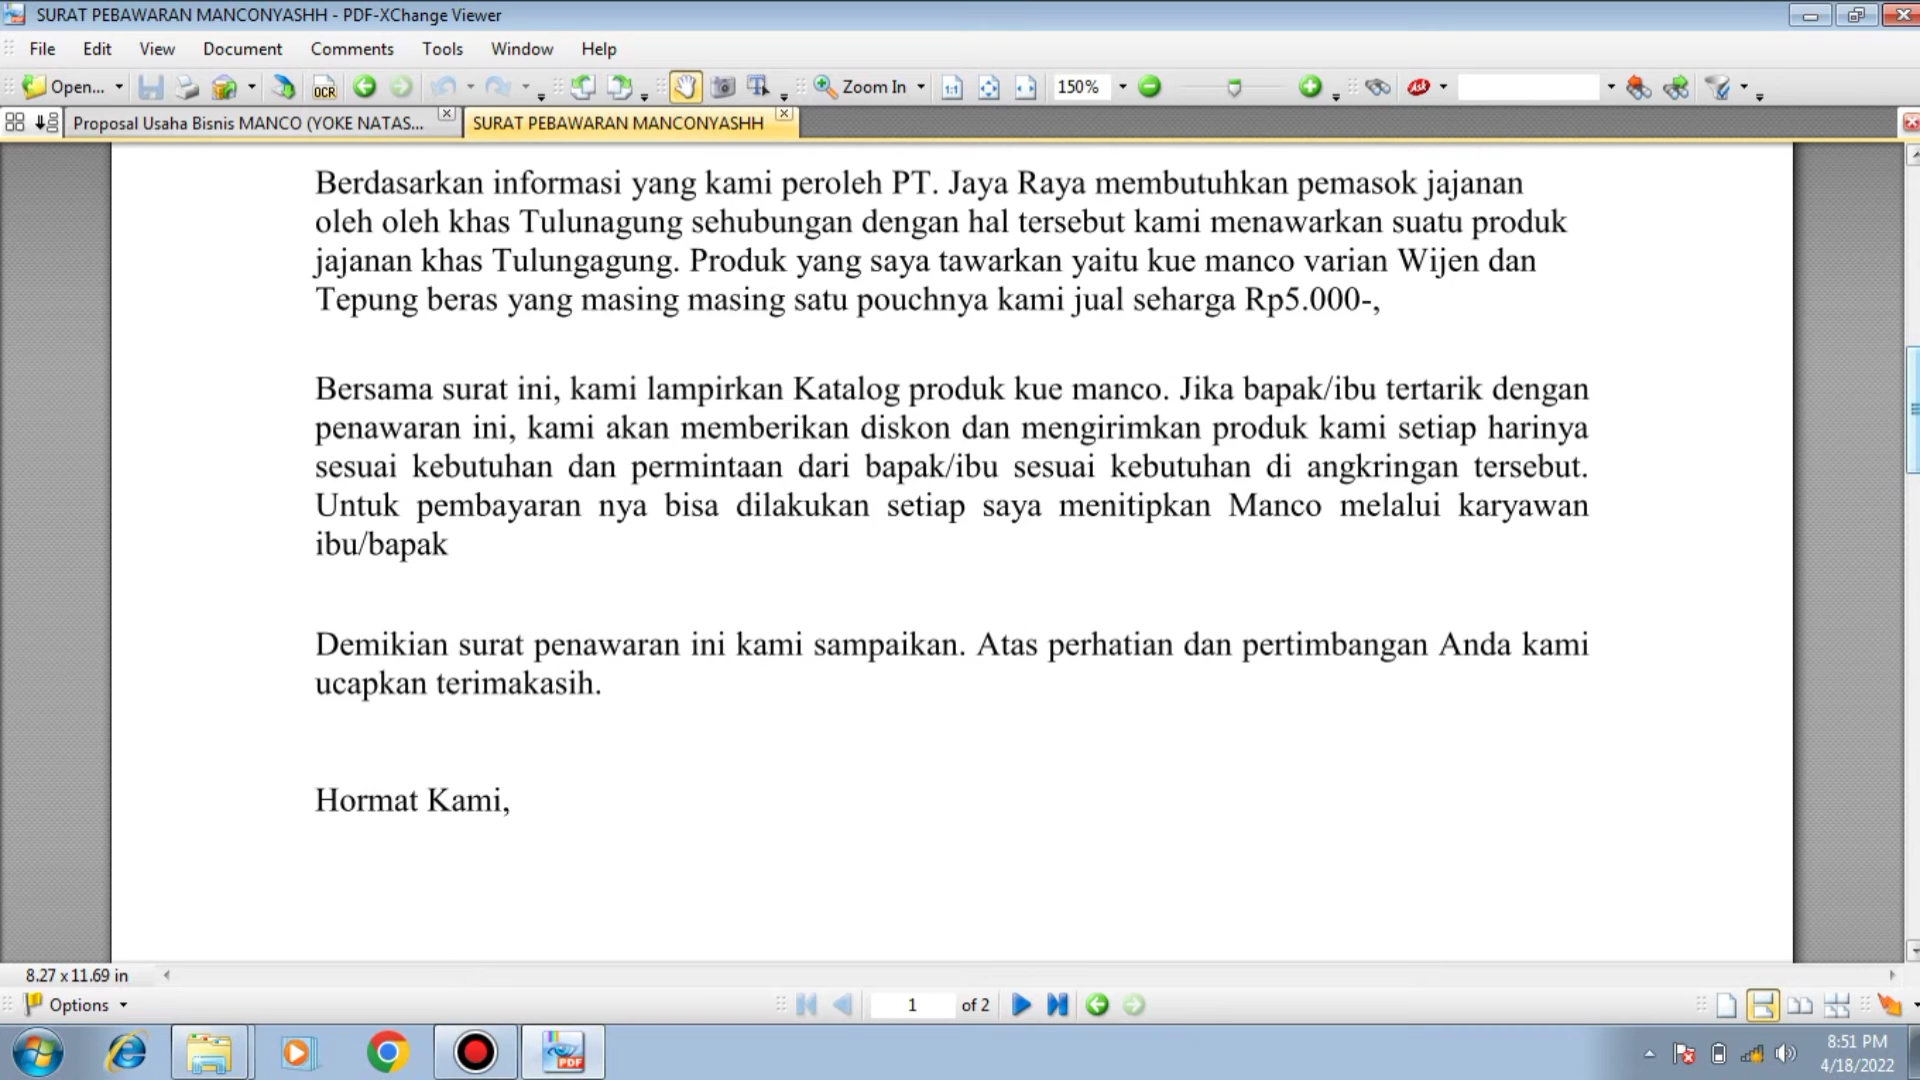 SURAT PEBAWARAN MANCONYASHH - PDF-XChange Viewer
File Edit View Document Comments Tools Window Help
Open... OCR Zoom In 1:1 150% Ask
Proposal Usaha Bisnis MANCO (YOKE NATAS... SURAT PEBAWARAN MANCONYASHH
Berdasarkan informasi yang kami peroleh PT. Jaya Raya membutuhkan pemasok jajanan
oleh oleh khas Tulunagung sehubungan dengan hal tersebut kami menawarkan suatu produk
jajanan khas Tulungagung. Produk yang saya tawarkan yaitu kue manco varian Wijen dan
Tepung beras yang masing masing satu pouchnya kami jual seharga Rp5.000-,
Bersama surat ini, kami lampirkan Katalog produk kue manco. Jika bapak/ibu tertarik dengan
penawaran ini, kami akan memberikan diskon dan mengirimkan produk kami setiap harinya
sesuai kebutuhan dan permintaan dari bapak/ibu sesuai kebutuhan di angkringan tersebut.
Untuk pembayaran nya bisa dilakukan setiap saya menitipkan Manco melalui karyawan
ibu/bapak
Demikian surat penawaran ini kami sampaikan. Atas perhatian dan pertimbangan Anda kami
ucapkan terimakasih.
Hormat Kami,
8.27 x 11.69 in
Options 1 of 2
PDF
8:51 PM
4/18/2022